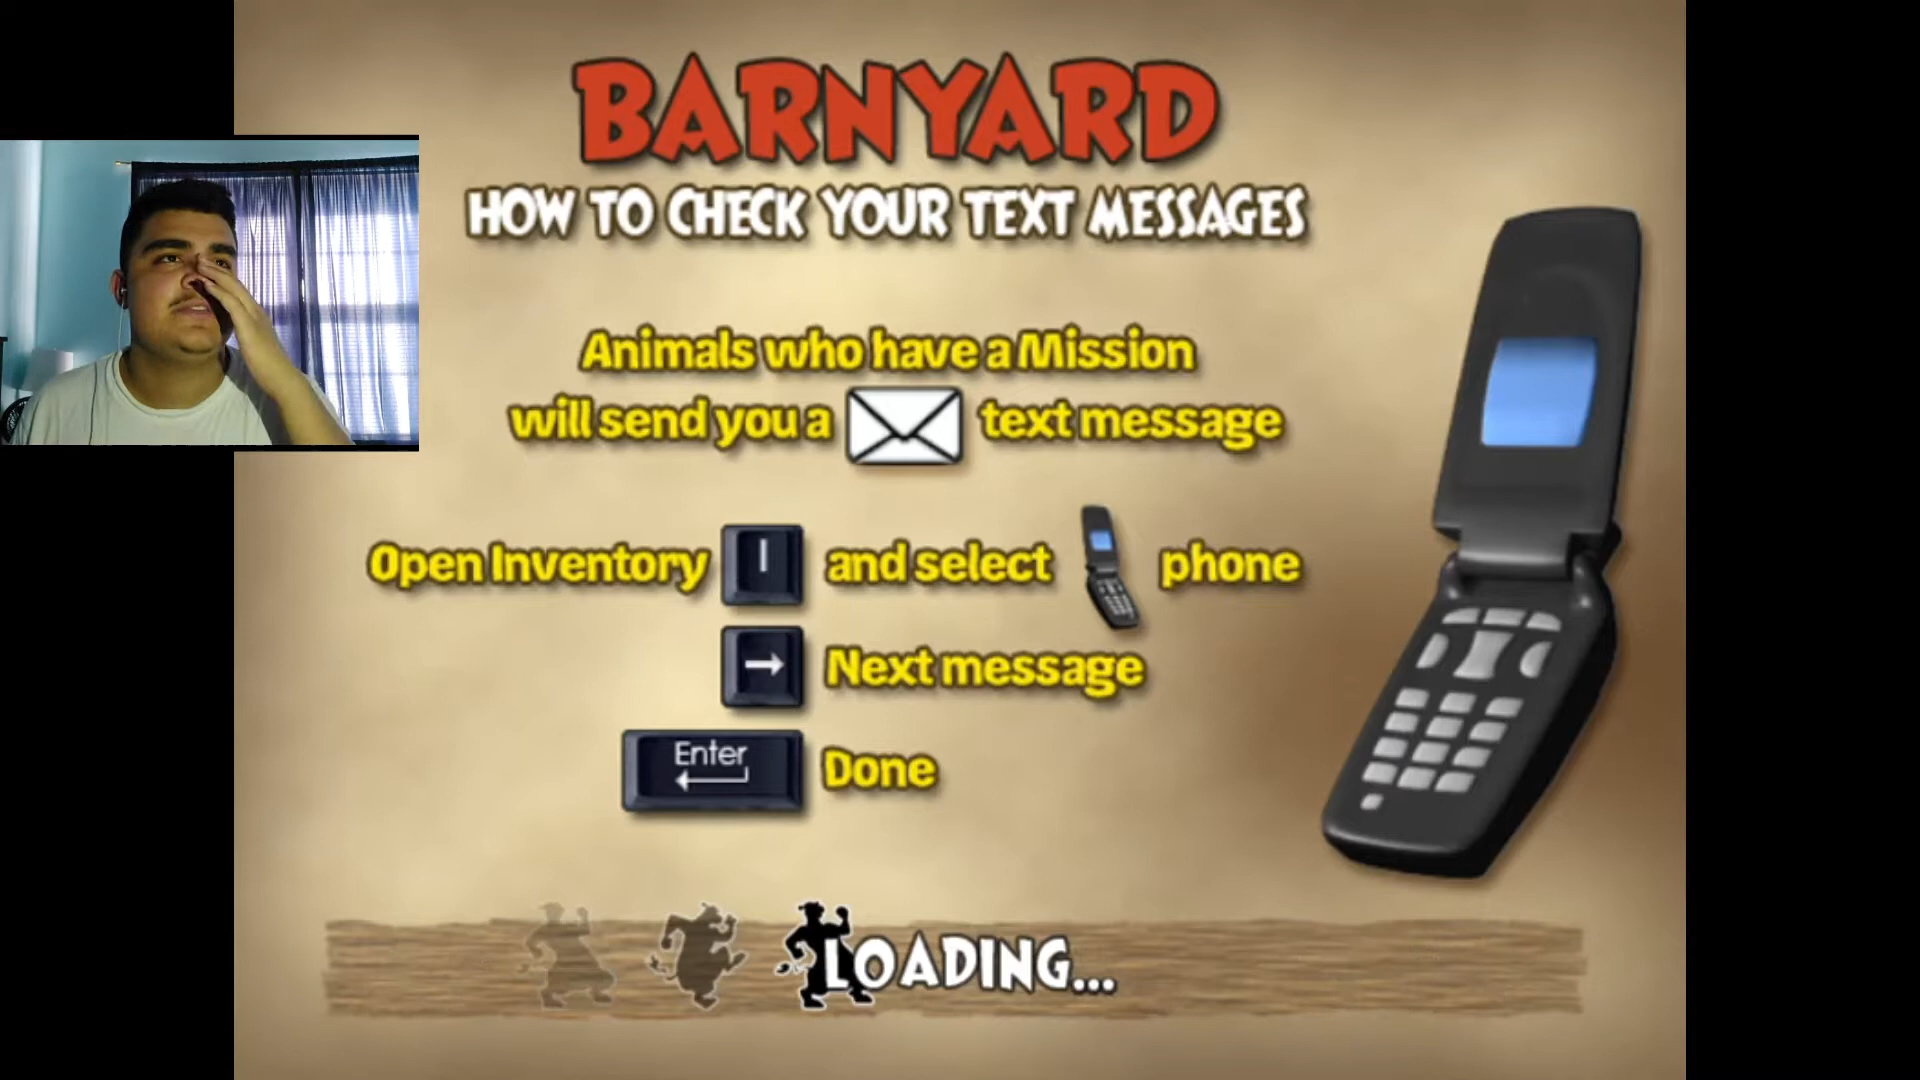 BARNYARD
HOW TO CHECK YOUR TEXT MESSAGES
Animals who have a Mission
will send you a text message
Open Inventory I and select phone
→ Next message
Enter Done
LOADING...